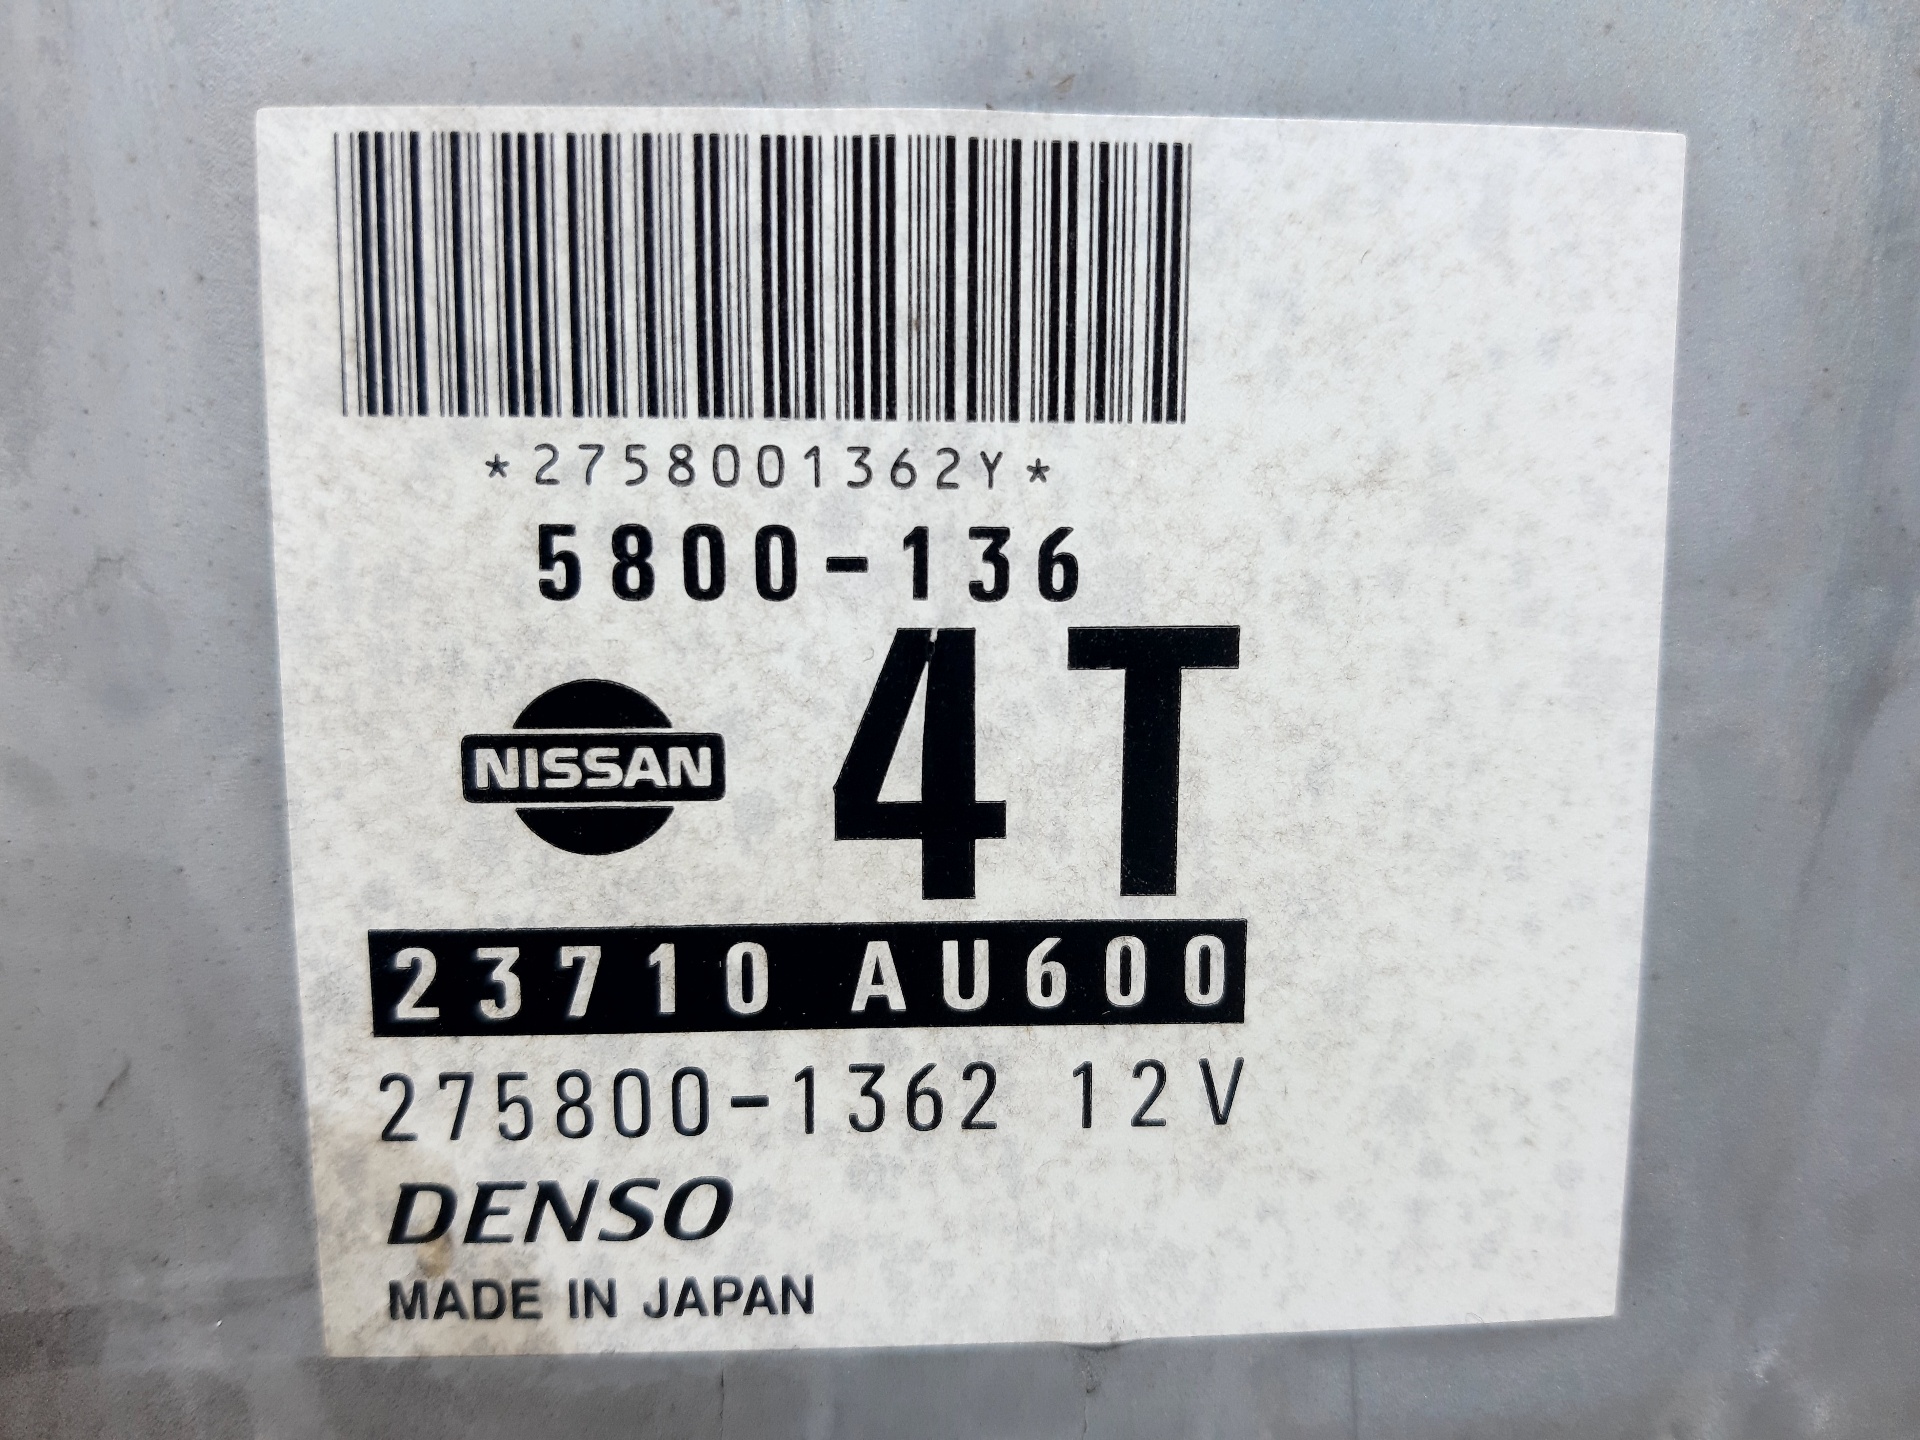 *2758001362Y*
5800-136
4T
NISSAN
23710 AU600
275800-1362 12V
DENSO
MADE IN JAPAN